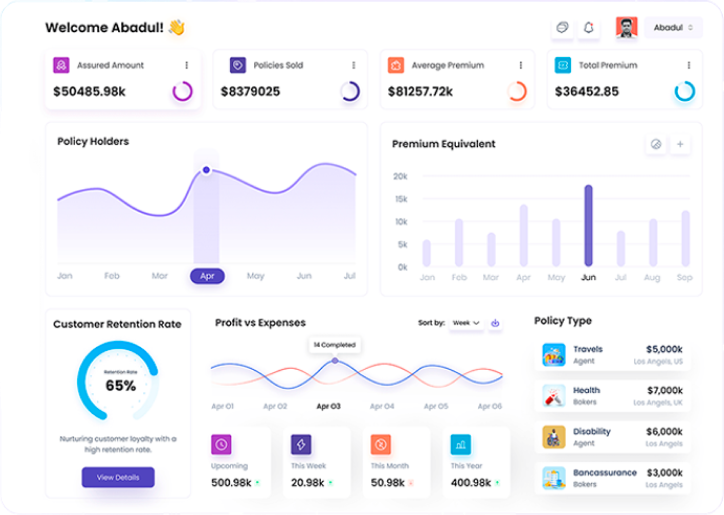 Welcome Abadul! 👋
Abadul
Assured Amount
$50485.98k
Policies Sold
$8379025
Average Premium
$81257.72k
Total Premium
$36452.85
Policy Holders
Jan Feb Mar Apr May Jun Jul
Premium Equivalent
20k
15k
10k
5k
0k
Jan Feb Mar Apr May Jun Jul Aug Sep
Customer Retention Rate
Retention Rate
65%
Nurturing customer loyalty with a
high retention rate.
View Details
Profit vs Expenses
Sort by: Week
14 Completed
Apr 01 Apr 02 Apr 03 Apr 04 Apr 05 Apr 06
Upcoming
500.98k
This Week
20.98k
This Month
50.98k
This Year
400.98k
Policy Type
Travels $5,000k
Agent Los Angels, US
Health $7,000k
Bokers Los Angels, UK
Disability $6,000k
Agent Los Angels
Bancassurance $3,000k
Bokers Los Angels